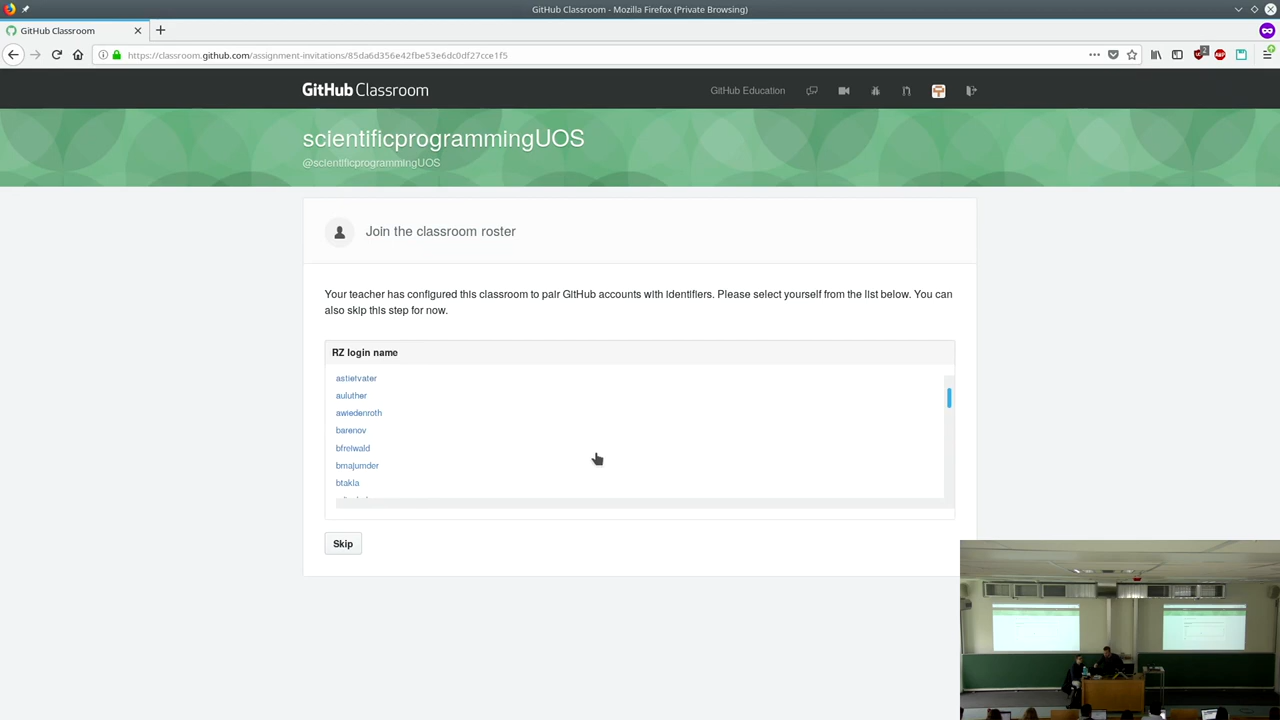 GitHub Classroom - Mozilla Firefox (Private Browsing)
GitHub Classroom
https://classroom.github.com/assignment-invitations/85da6d356e42fbe53e6dc0df27cce1f5
2
ABP
GitHub Classroom
GitHub Education
scientificprogrammingUOS
@scientificprogrammingUOS
Join the classroom roster
Your teacher has configured this classroom to pair GitHub accounts with identifiers. Please select yourself from the list below. You can
also skip this step for now.
RZ login name
astiefvater
auluther
awiedenroth
barenov
bfreiwald
bmajumder
btakla
Skip